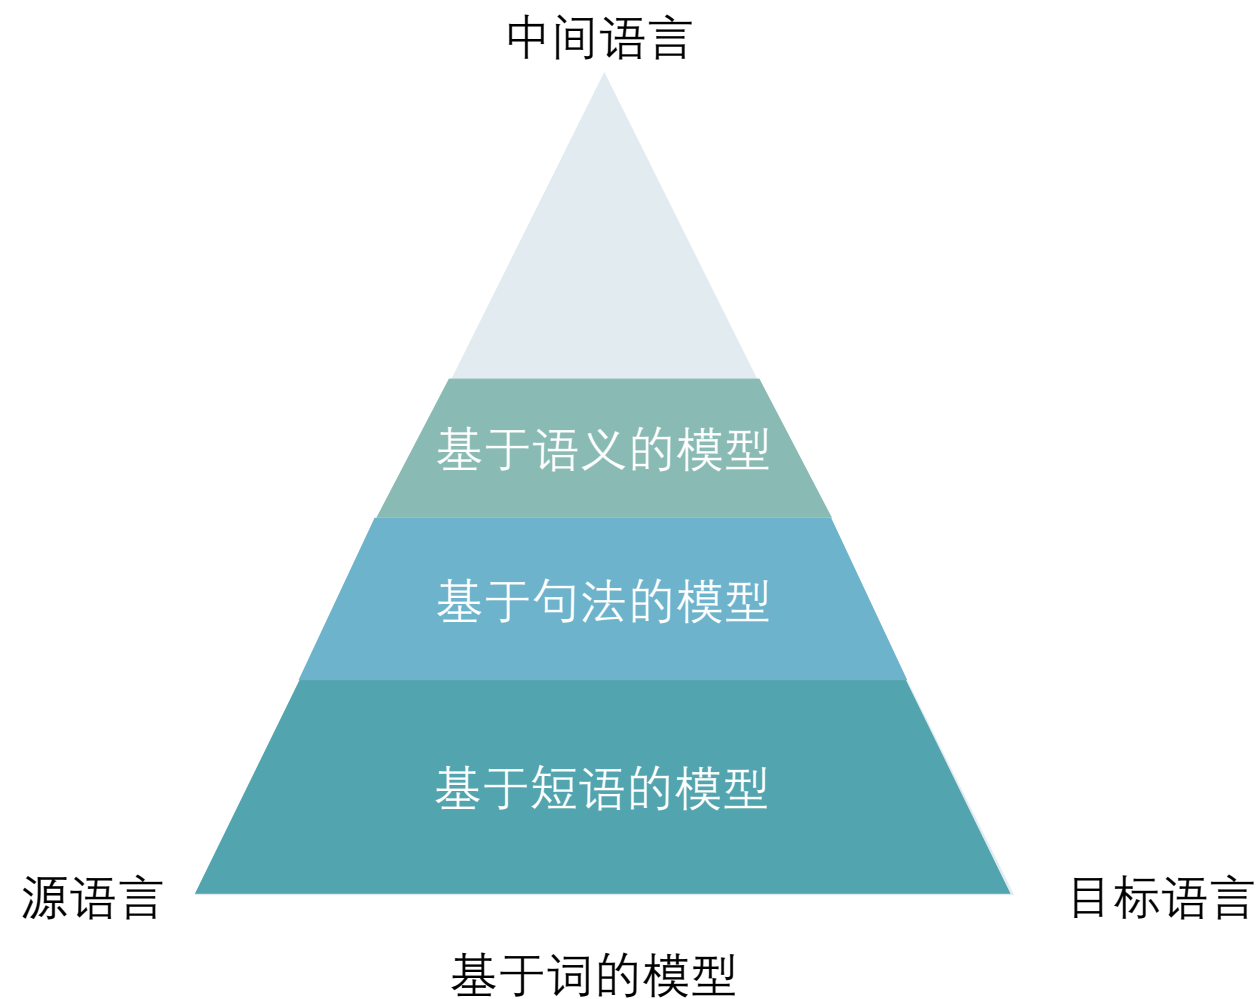 中间语言
基于语义的模型
基于句法的模型
基于短语的模型
源语言
目标语言
基于词的模型